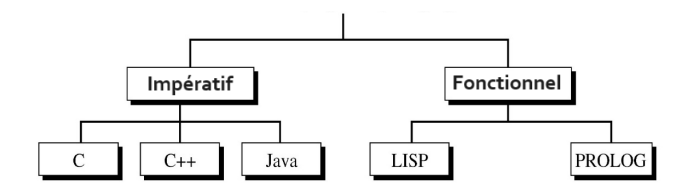 Impératif
Fonctionnel
C
C++
Java
LISP
PROLOG